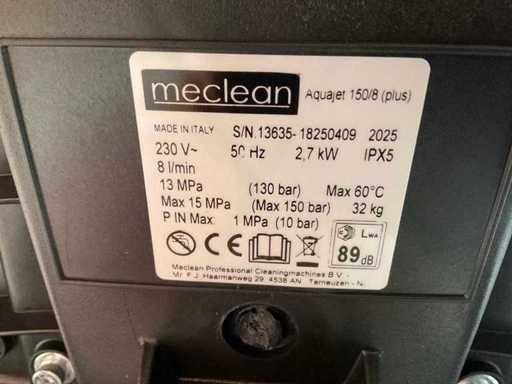 meclean Aquajet 150/8 (plus)
MADE IN ITALY S/N.13635- 18250409 2025
230 V~ 50 Hz 2,7 kW IPX5
8 l/min
13 MPa (130 bar) Max 60°C
Max 15 MPa (Max 150 bar) 32 kg
P IN Max 1 MPa (10 bar)
CE LWA
89 dB
Meclean Professional Cleaningmachines B.V.
Mr. F.J. Haarmanweg 29 4538 AN Terneuzen - N